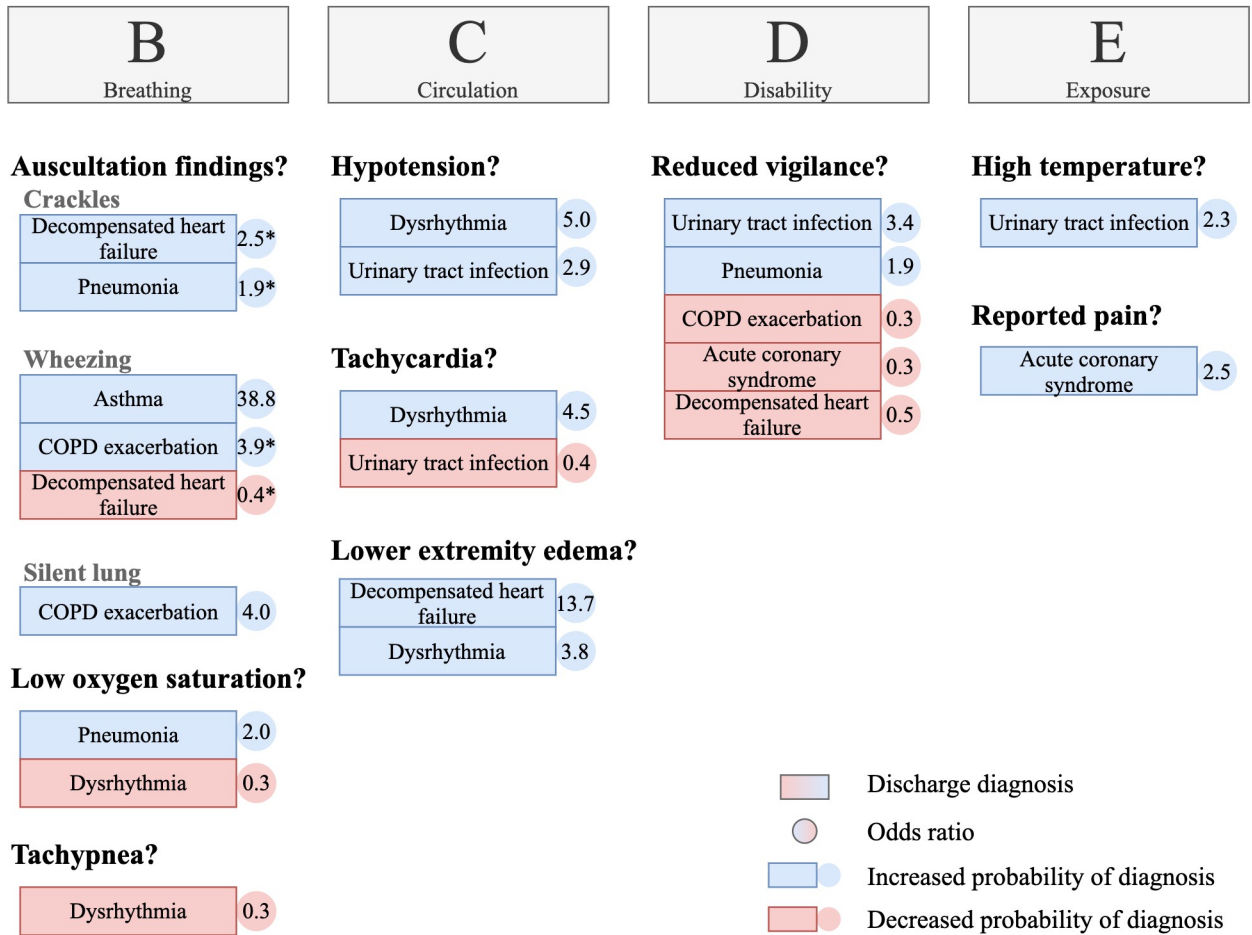 B
Breathing
Auscultation findings?
Crackles
Decompensated heart
failure
2.5*
Pneumonia
1.9*
Wheezing
Asthma
38.8
COPD exacerbation
3.9*
Decompensated heart
failure
0.4*
Silent lung
COPD exacerbation
4.0
Low oxygen saturation?
Pneumonia
2.0
Dysrhythmia
0.3
Tachypnea?
Dysrhythmia
0.3
C
Circulation
Hypotension?
Dysrhythmia
5.0
Urinary tract infection
2.9
Tachycardia?
Dysrhythmia
4.5
Urinary tract infection
0.4
Lower extremity edema?
Decompensated heart
failure
13.7
Dysrhythmia
3.8
D
Disability
Reduced vigilance?
Urinary tract infection
3.4
Pneumonia
1.9
COPD exacerbation
0.3
Acute coronary
syndrome
0.3
Decompensated heart
failure
0.5
E
Exposure
High temperature?
Urinary tract infection
2.3
Reported pain?
Acute coronary
syndrome
2.5
Discharge diagnosis
Odds ratio
Increased probability of diagnosis
Decreased probability of diagnosis